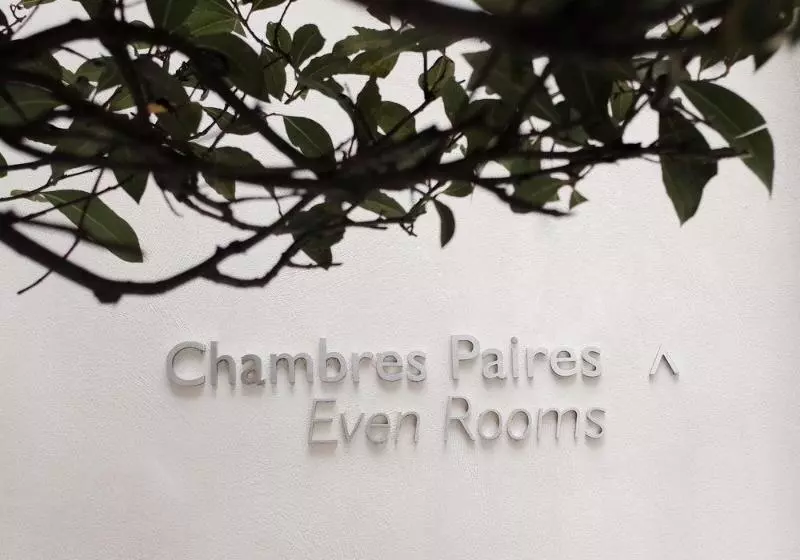 Chambres Paires ^
Even Rooms